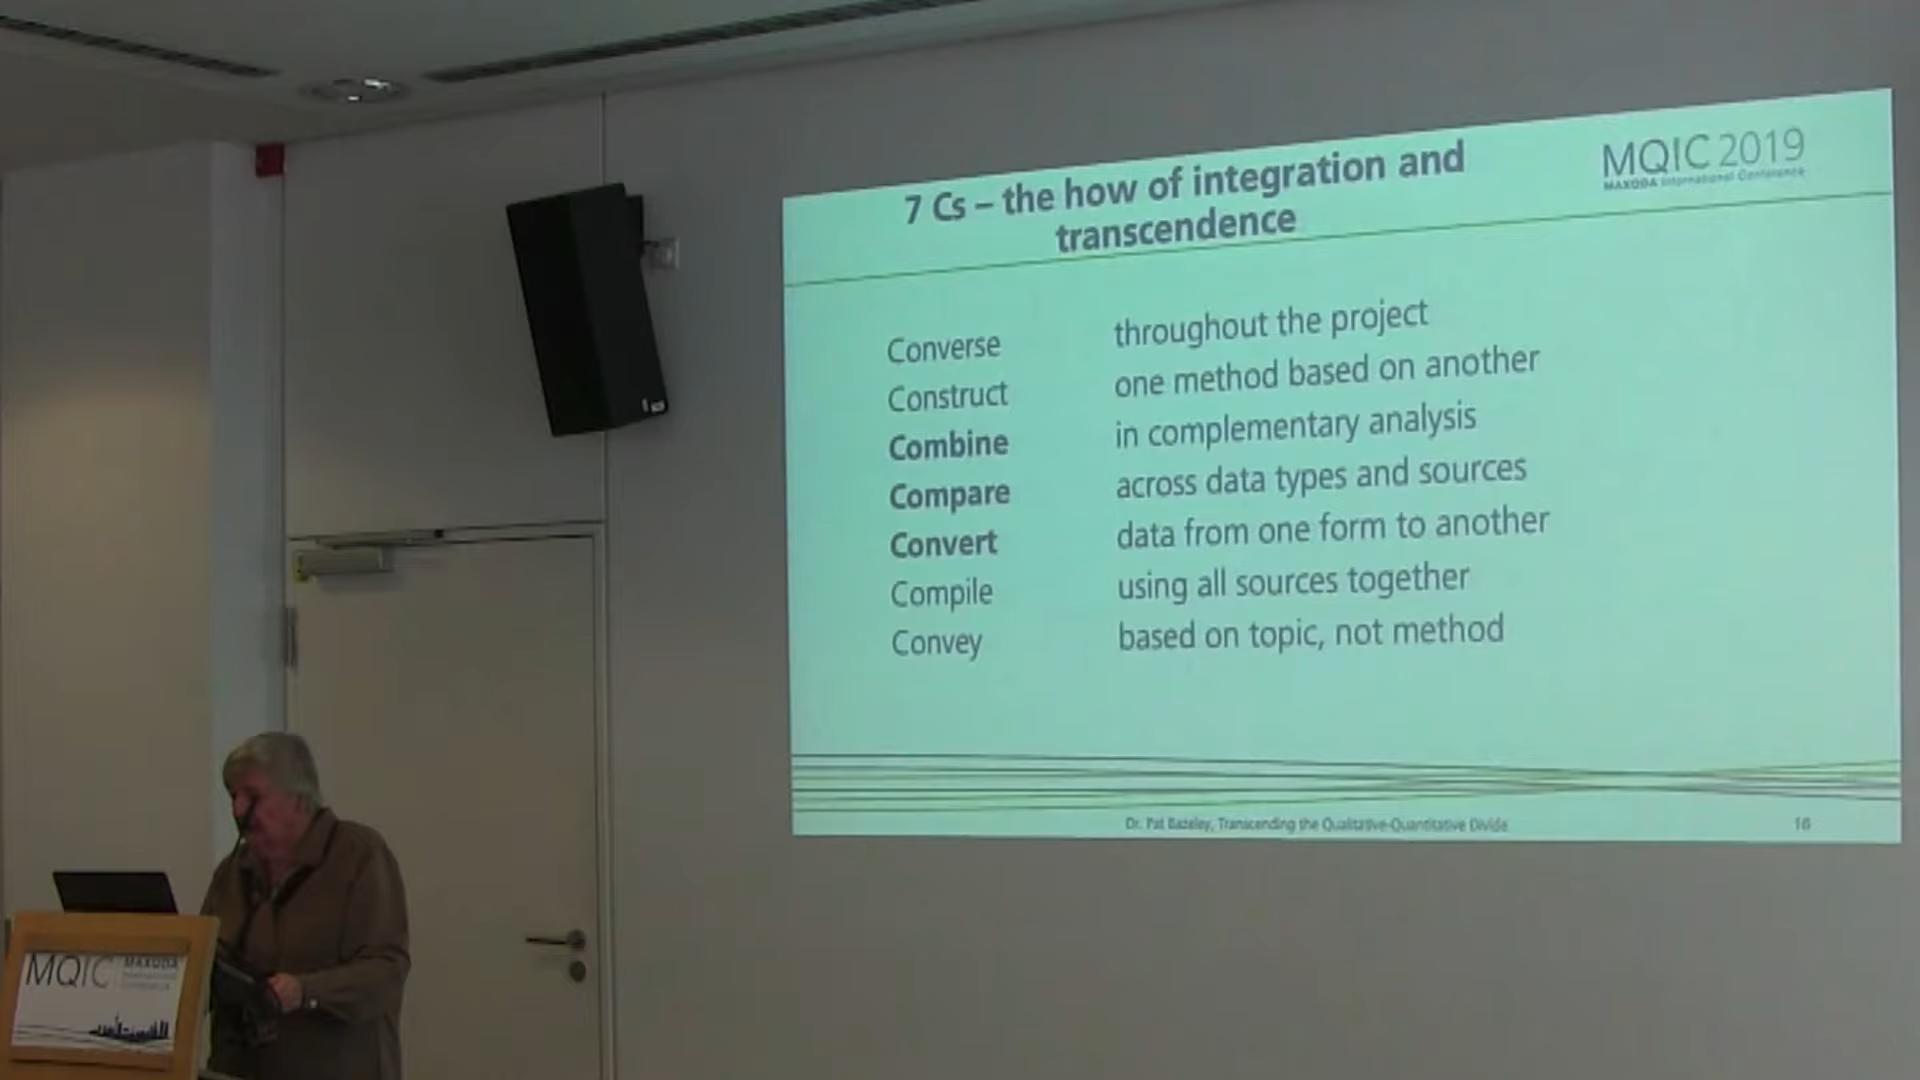 7 Cs – the how of integration and
transcendence
MQIC 2019
MAXQDA International Conference
Converse throughout the project
Construct one method based on another
Combine in complementary analysis
Compare across data types and sources
Convert data from one form to another
Compile using all sources together
Convey based on topic, not method
Dr. Pat Bazeley, Transcending the Qualitative-Quantitative Divide
16
MQIC
MAXQDA